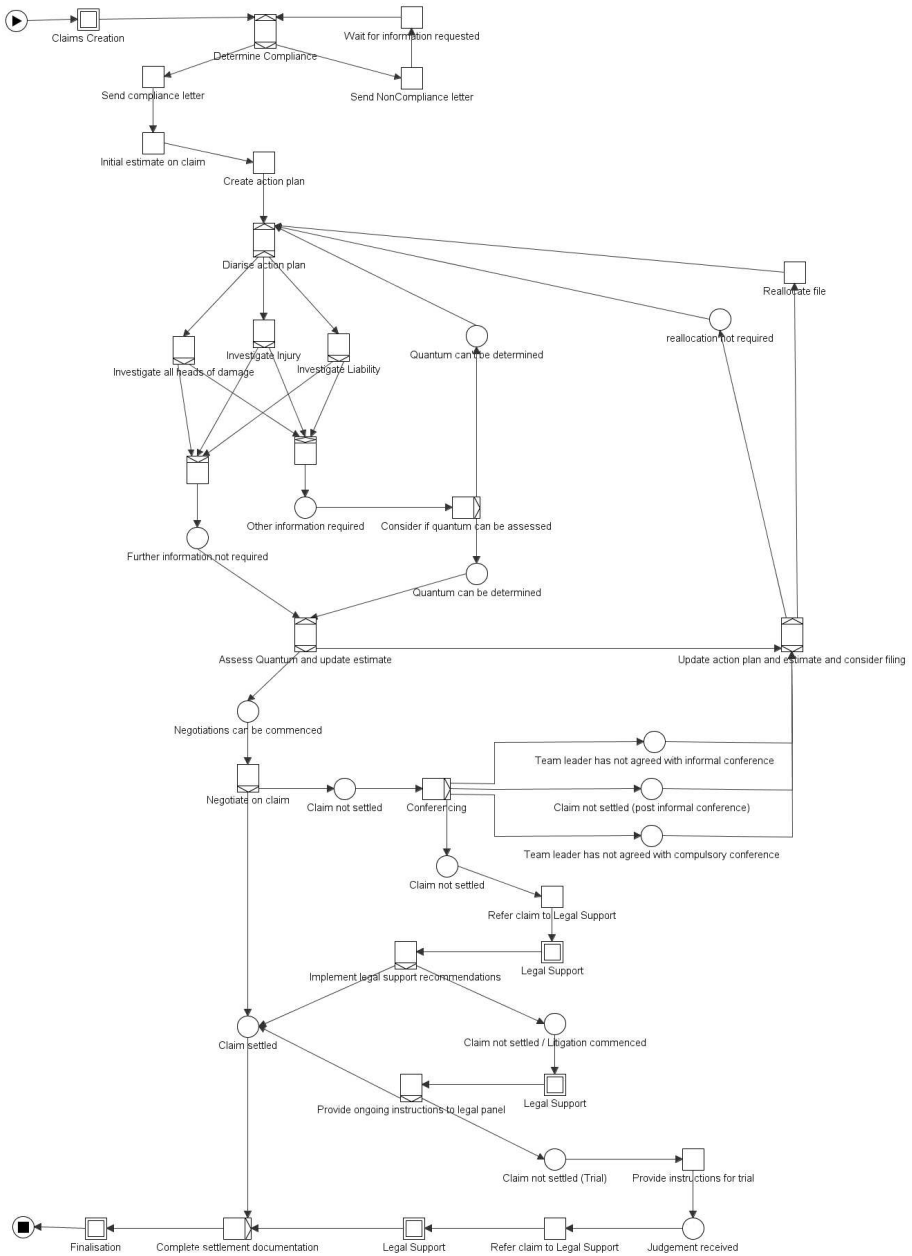 Claims Creation
Wait for information requested
Determine Compliance
Send compliance letter
Send NonCompliance letter
Initial estimate on claim
Create action plan
Diarise action plan
Reallocate file
reallocation not required
Investigate all heads of damage
Investigate Injury
Investigate Liability
Quantum can't be determined
Other information required
Consider if quantum can be assessed
Further information not required
Quantum can be determined
Assess Quantum and update estimate
Update action plan and estimate and consider filing
Negotiations can be commenced
Team leader has not agreed with informal conference
Negotiate on claim
Claim not settled
Conferencing
Claim not settled (post informal conference)
Team leader has not agreed with compulsory conference
Claim not settled
Refer claim to Legal Support
Implement legal support recommendations
Legal Support
Claim settled
Claim not settled / Litigation commenced
Provide ongoing instructions to legal panel
Legal Support
Claim not settled (Trial)
Provide instructions for trial
Finalisation
Complete settlement documentation
Legal Support
Refer claim to Legal Support
Judgement received